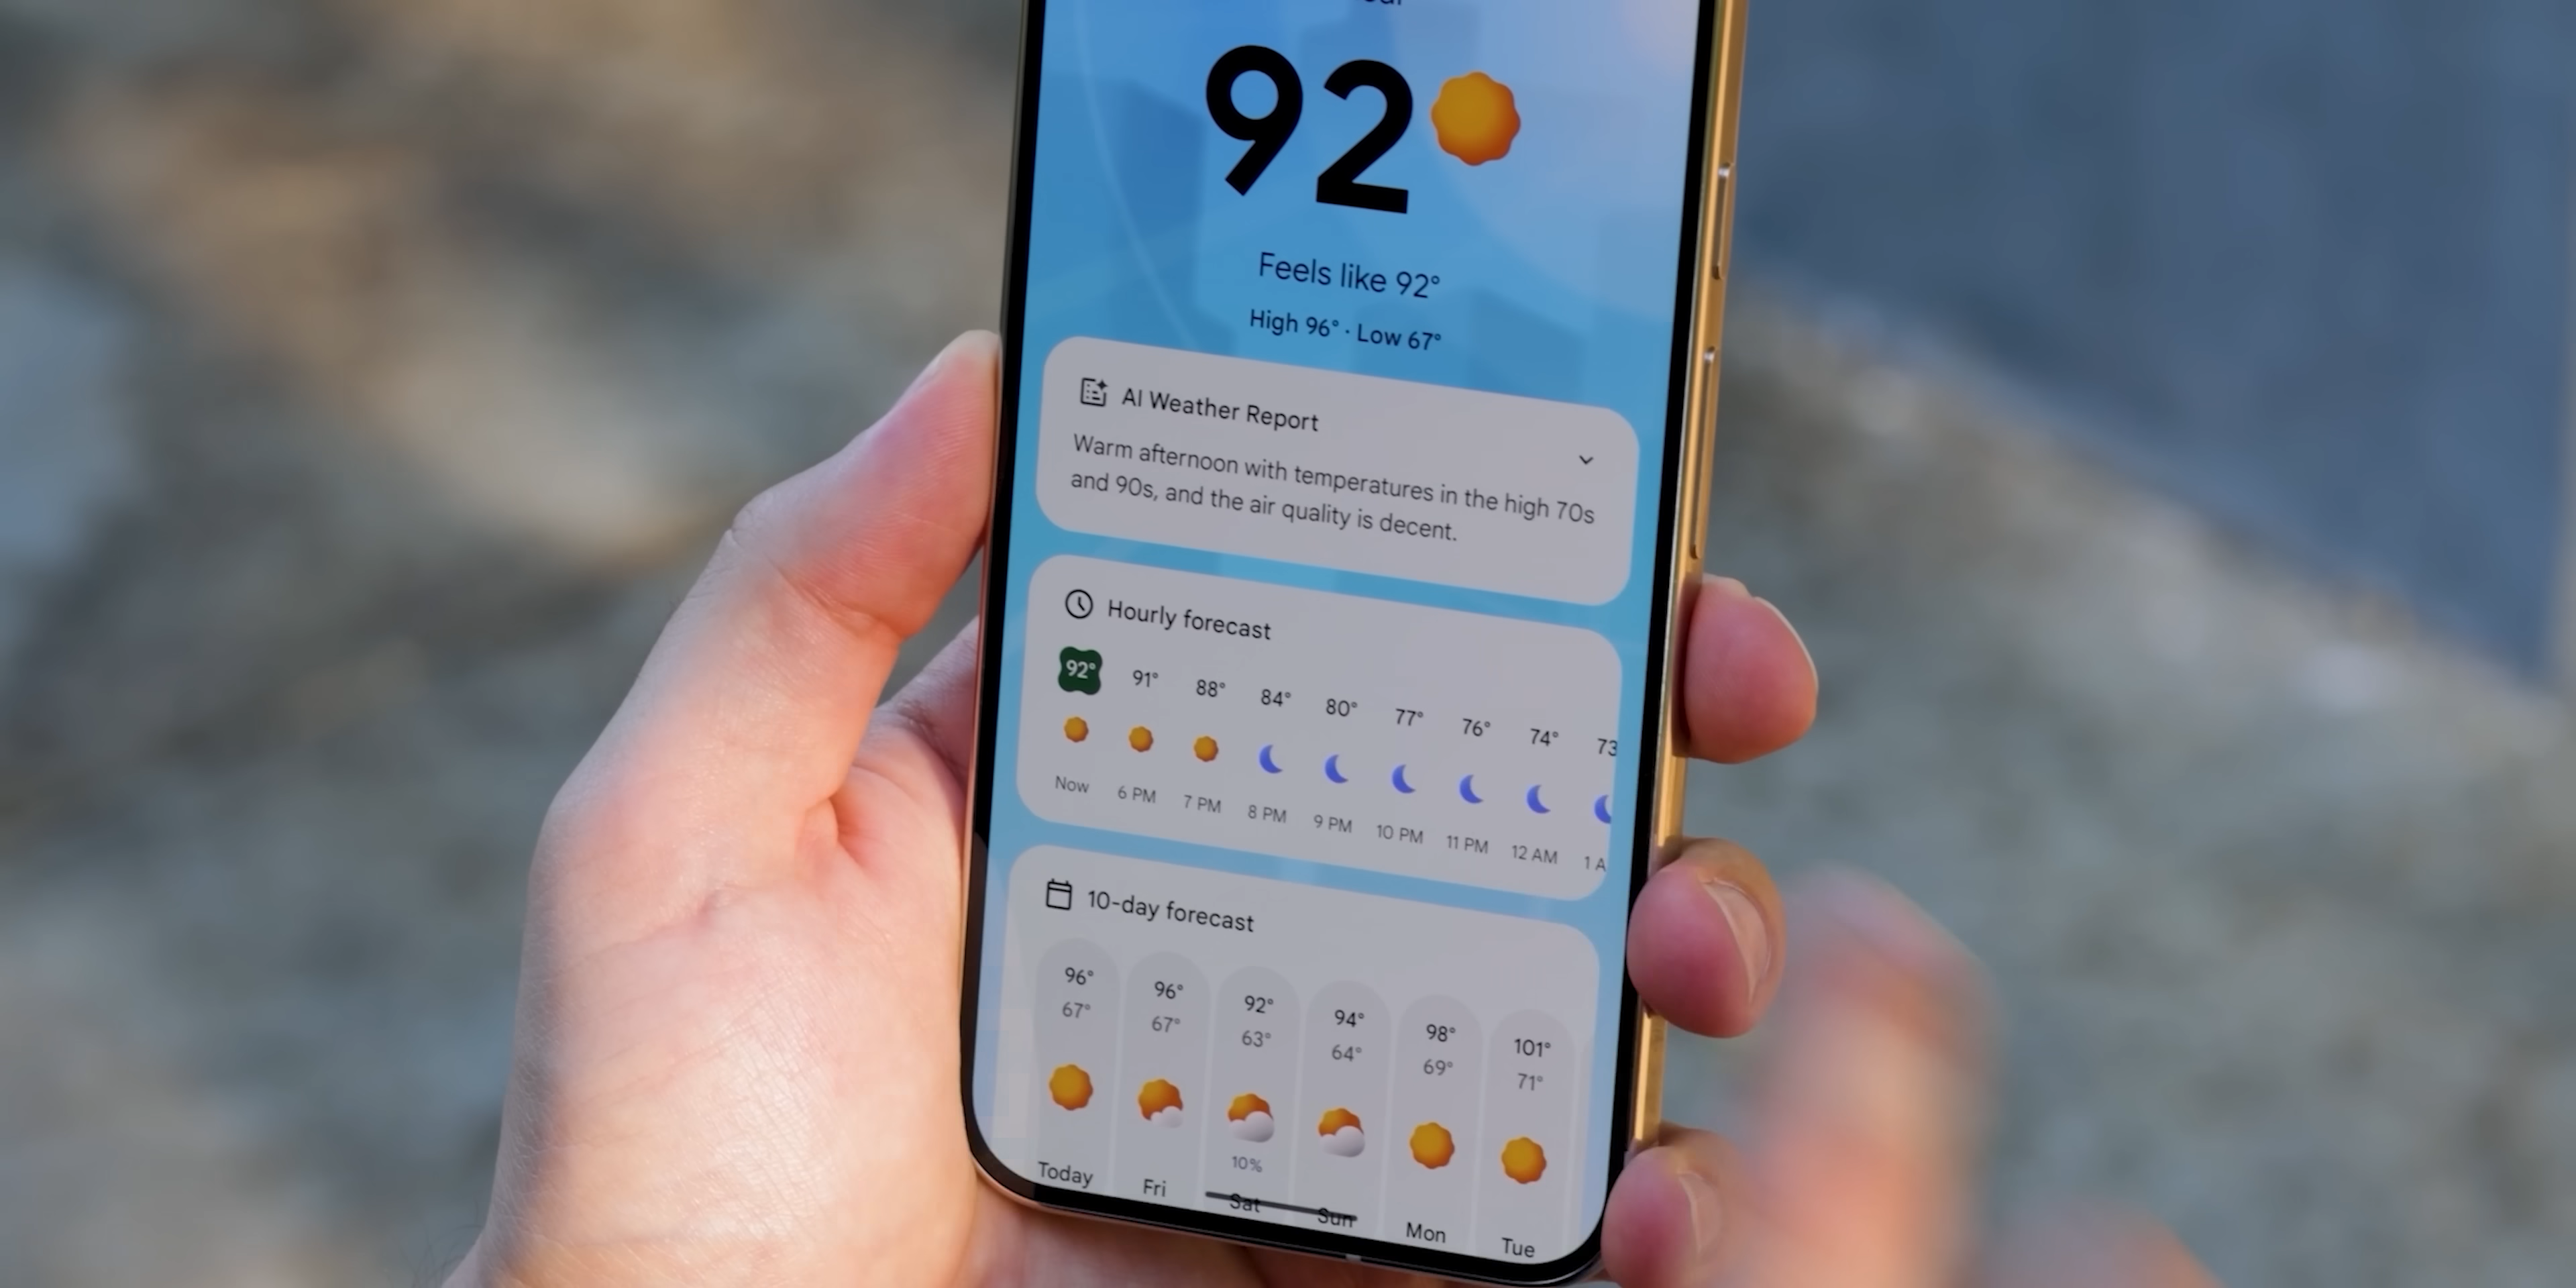 92
Feels like 92°
High 96° · Low 67°
AI Weather Report
Warm afternoon with temperatures in the high 70s
and 90s, and the air quality is decent.
Hourly forecast
92° 91° 88° 84° 80° 77° 76° 74° 73
Now 6 PM 7 PM 8 PM 9 PM 10 PM 11 PM 12 AM 1 A
10-day forecast
96° 96° 92° 94° 98° 101°
67° 67° 63° 64° 69° 71°
10%
Today Fri Sat Sun Mon Tue